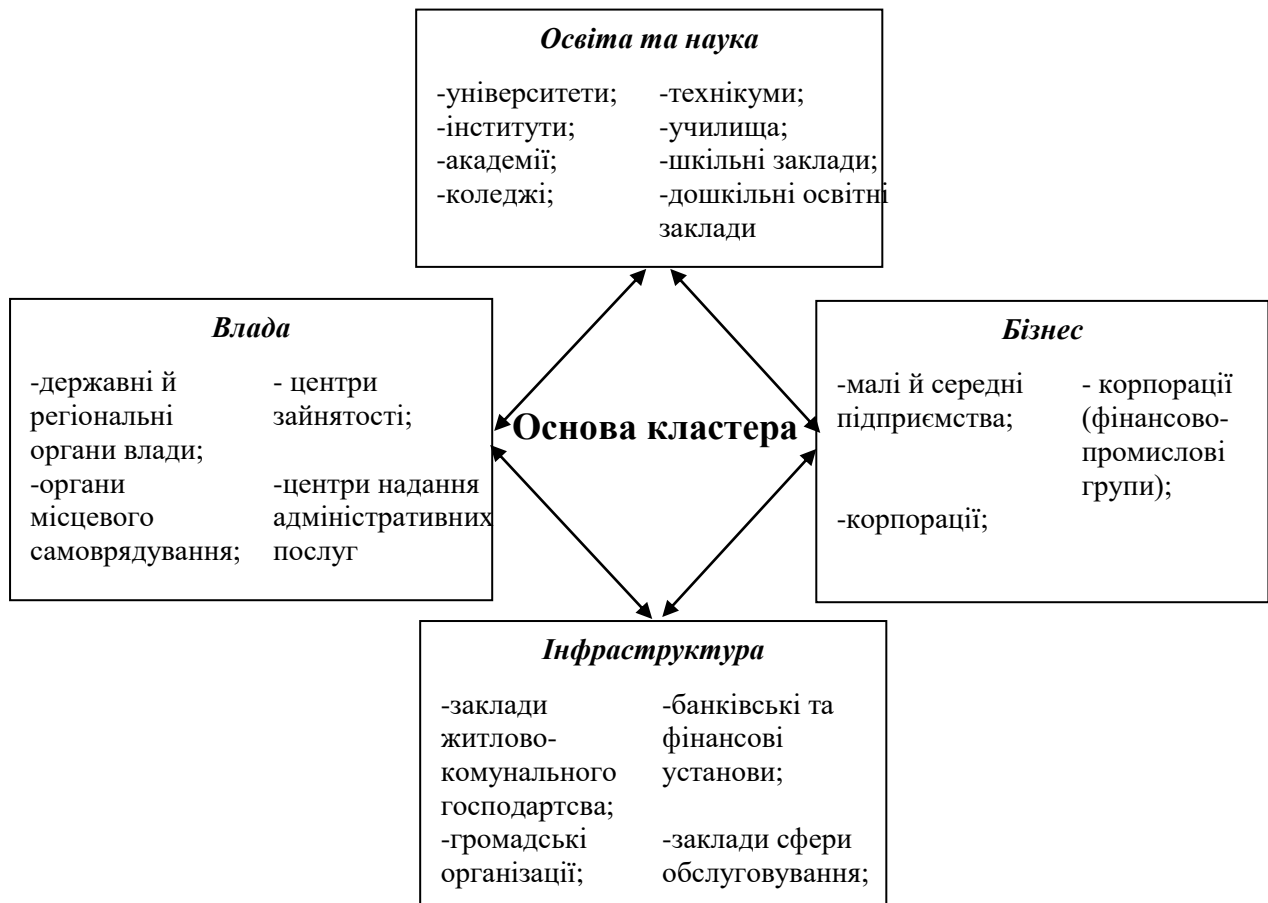 Освіта та наука
-університети;
-інститути;
-академії;
-коледжі;
-технікуми;
-училища;
-шкільні заклади;
-дошкільні освітні
заклади
Влада
-державні й
регіональні
органи влади;
-органи
місцевого
самоврядування;
- центри
зайнятості;
-центри надання
адміністративних
послуг
Основа кластера
Бізнес
-малі й середні
підприємства;
-корпорації;
- корпорації
(фінансово-
промислові
групи);
Інфраструктура
-заклади
житлово-
комунального
господартсва;
-громадські
організації;
-банківські та
фінансові
установи;
-заклади сфери
обслуговування;